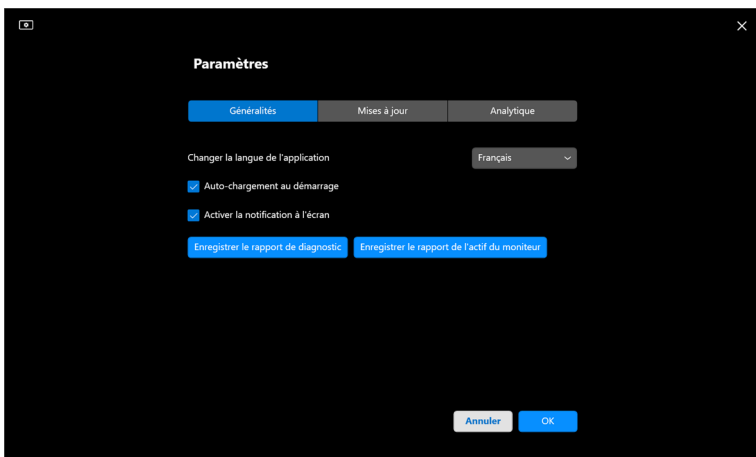 Paramètres
Généralités
Mises à jour
Analytique
Changer la langue de l'application
Français
Auto-chargement au démarrage
Activer la notification à l'écran
Enregistrer le rapport de diagnostic
Enregistrer le rapport de l'actif du moniteur
Annuler
OK